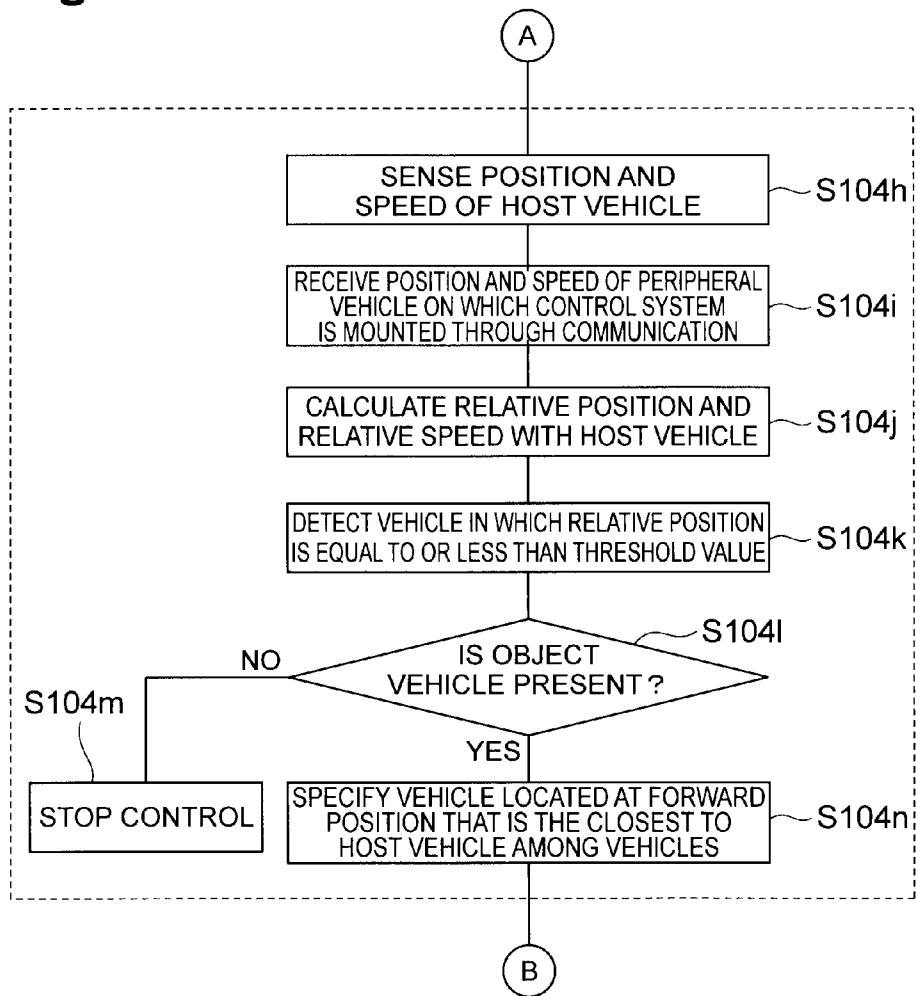 A
SENSE POSITION AND
SPEED OF HOST VEHICLE
S104h
RECEIVE POSITION AND SPEED OF PERIPHERAL
VEHICLE ON WHICH CONTROL SYSTEM
IS MOUNTED THROUGH COMMUNICATION
S104i
CALCULATE RELATIVE POSITION AND
RELATIVE SPEED WITH HOST VEHICLE
S104j
DETECT VEHICLE IN WHICH RELATIVE POSITION
IS EQUAL TO OR LESS THAN THRESHOLD VALUE
S104k
S104l
IS OBJECT
VEHICLE PRESENT ?
NO
YES
S104m
STOP CONTROL
SPECIFY VEHICLE LOCATED AT FORWARD
POSITION THAT IS THE CLOSEST TO
HOST VEHICLE AMONG VEHICLES
S104n
B